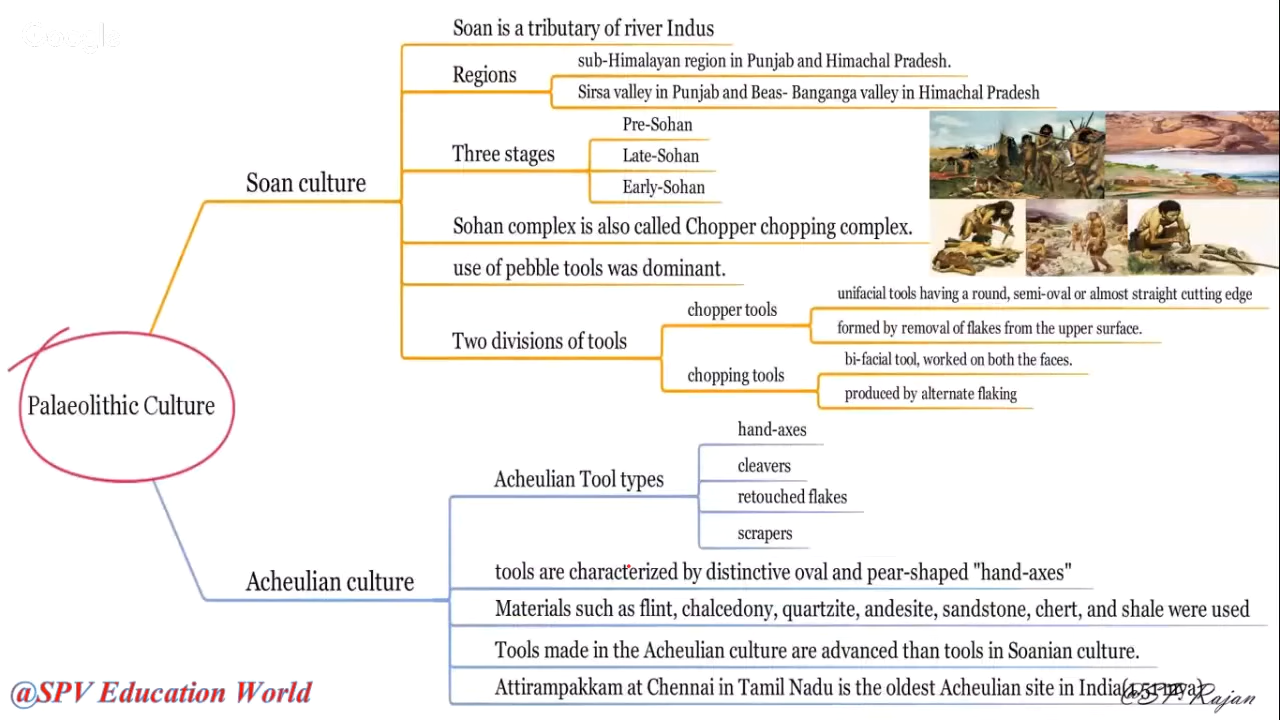 Google
Soan is a tributary of river Indus
Regions
sub-Himalayan region in Punjab and Himachal Pradesh.
Sirsa valley in Punjab and Beas- Banganga valley in Himachal Pradesh
Three stages
Pre-Sohan
Late-Sohan
Early-Sohan
Soan culture
Sohan complex is also called Chopper chopping complex.
use of pebble tools was dominant.
Two divisions of tools
chopper tools
unifacial tools having a round, semi-oval or almost straight cutting edge
formed by removal of flakes from the upper surface.
chopping tools
bi-facial tool, worked on both the faces.
produced by alternate flaking
Palaeolithic Culture
Acheulian culture
Acheulian Tool types
hand-axes
cleavers
retouched flakes
scrapers
tools are characterized by distinctive oval and pear-shaped "hand-axes"
Materials such as flint, chalcedony, quartzite, andesite, sandstone, chert, and shale were used
Tools made in the Acheulian culture are advanced than tools in Soanian culture.
Attirampakkam at Chennai in Tamil Nadu is the oldest Acheulian site in India
@SPV Education World
Rajan